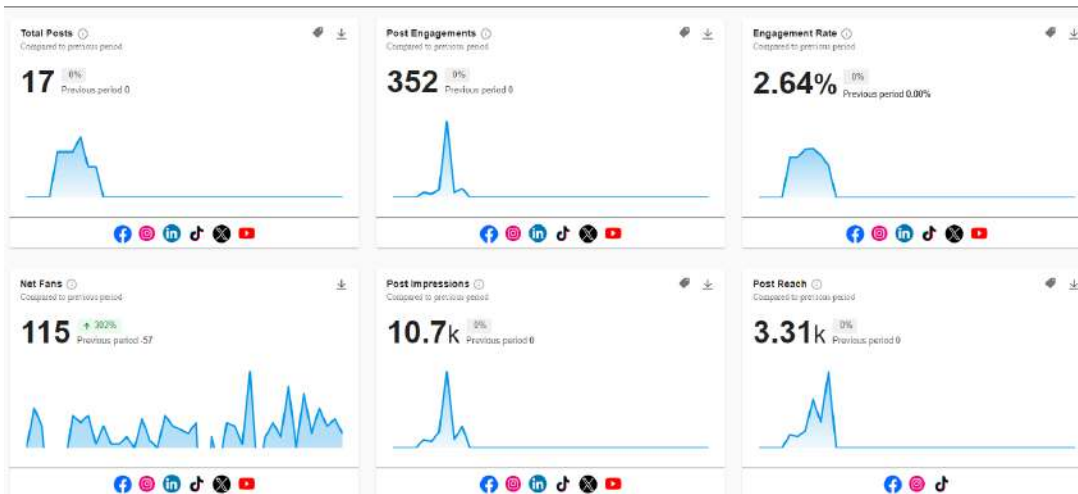 Total Posts
Compared to previous period
17
0%
Previous period 0
Post Engagements
Compared to previous period
352
0%
Previous period 0
Engagement Rate
Compared to previous period
2.64%
0%
Previous period 0.00%
Net Fans
Compared to previous period
115
302%
Previous period -57
Post Impressions
Compared to previous period
10.7k
0%
Previous period 0
Post Reach
Compared to previous period
3.31k
0%
Previous period 0